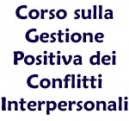 Corso sulla
Gestione
Positiva dei
Conflitti
Interpersonali